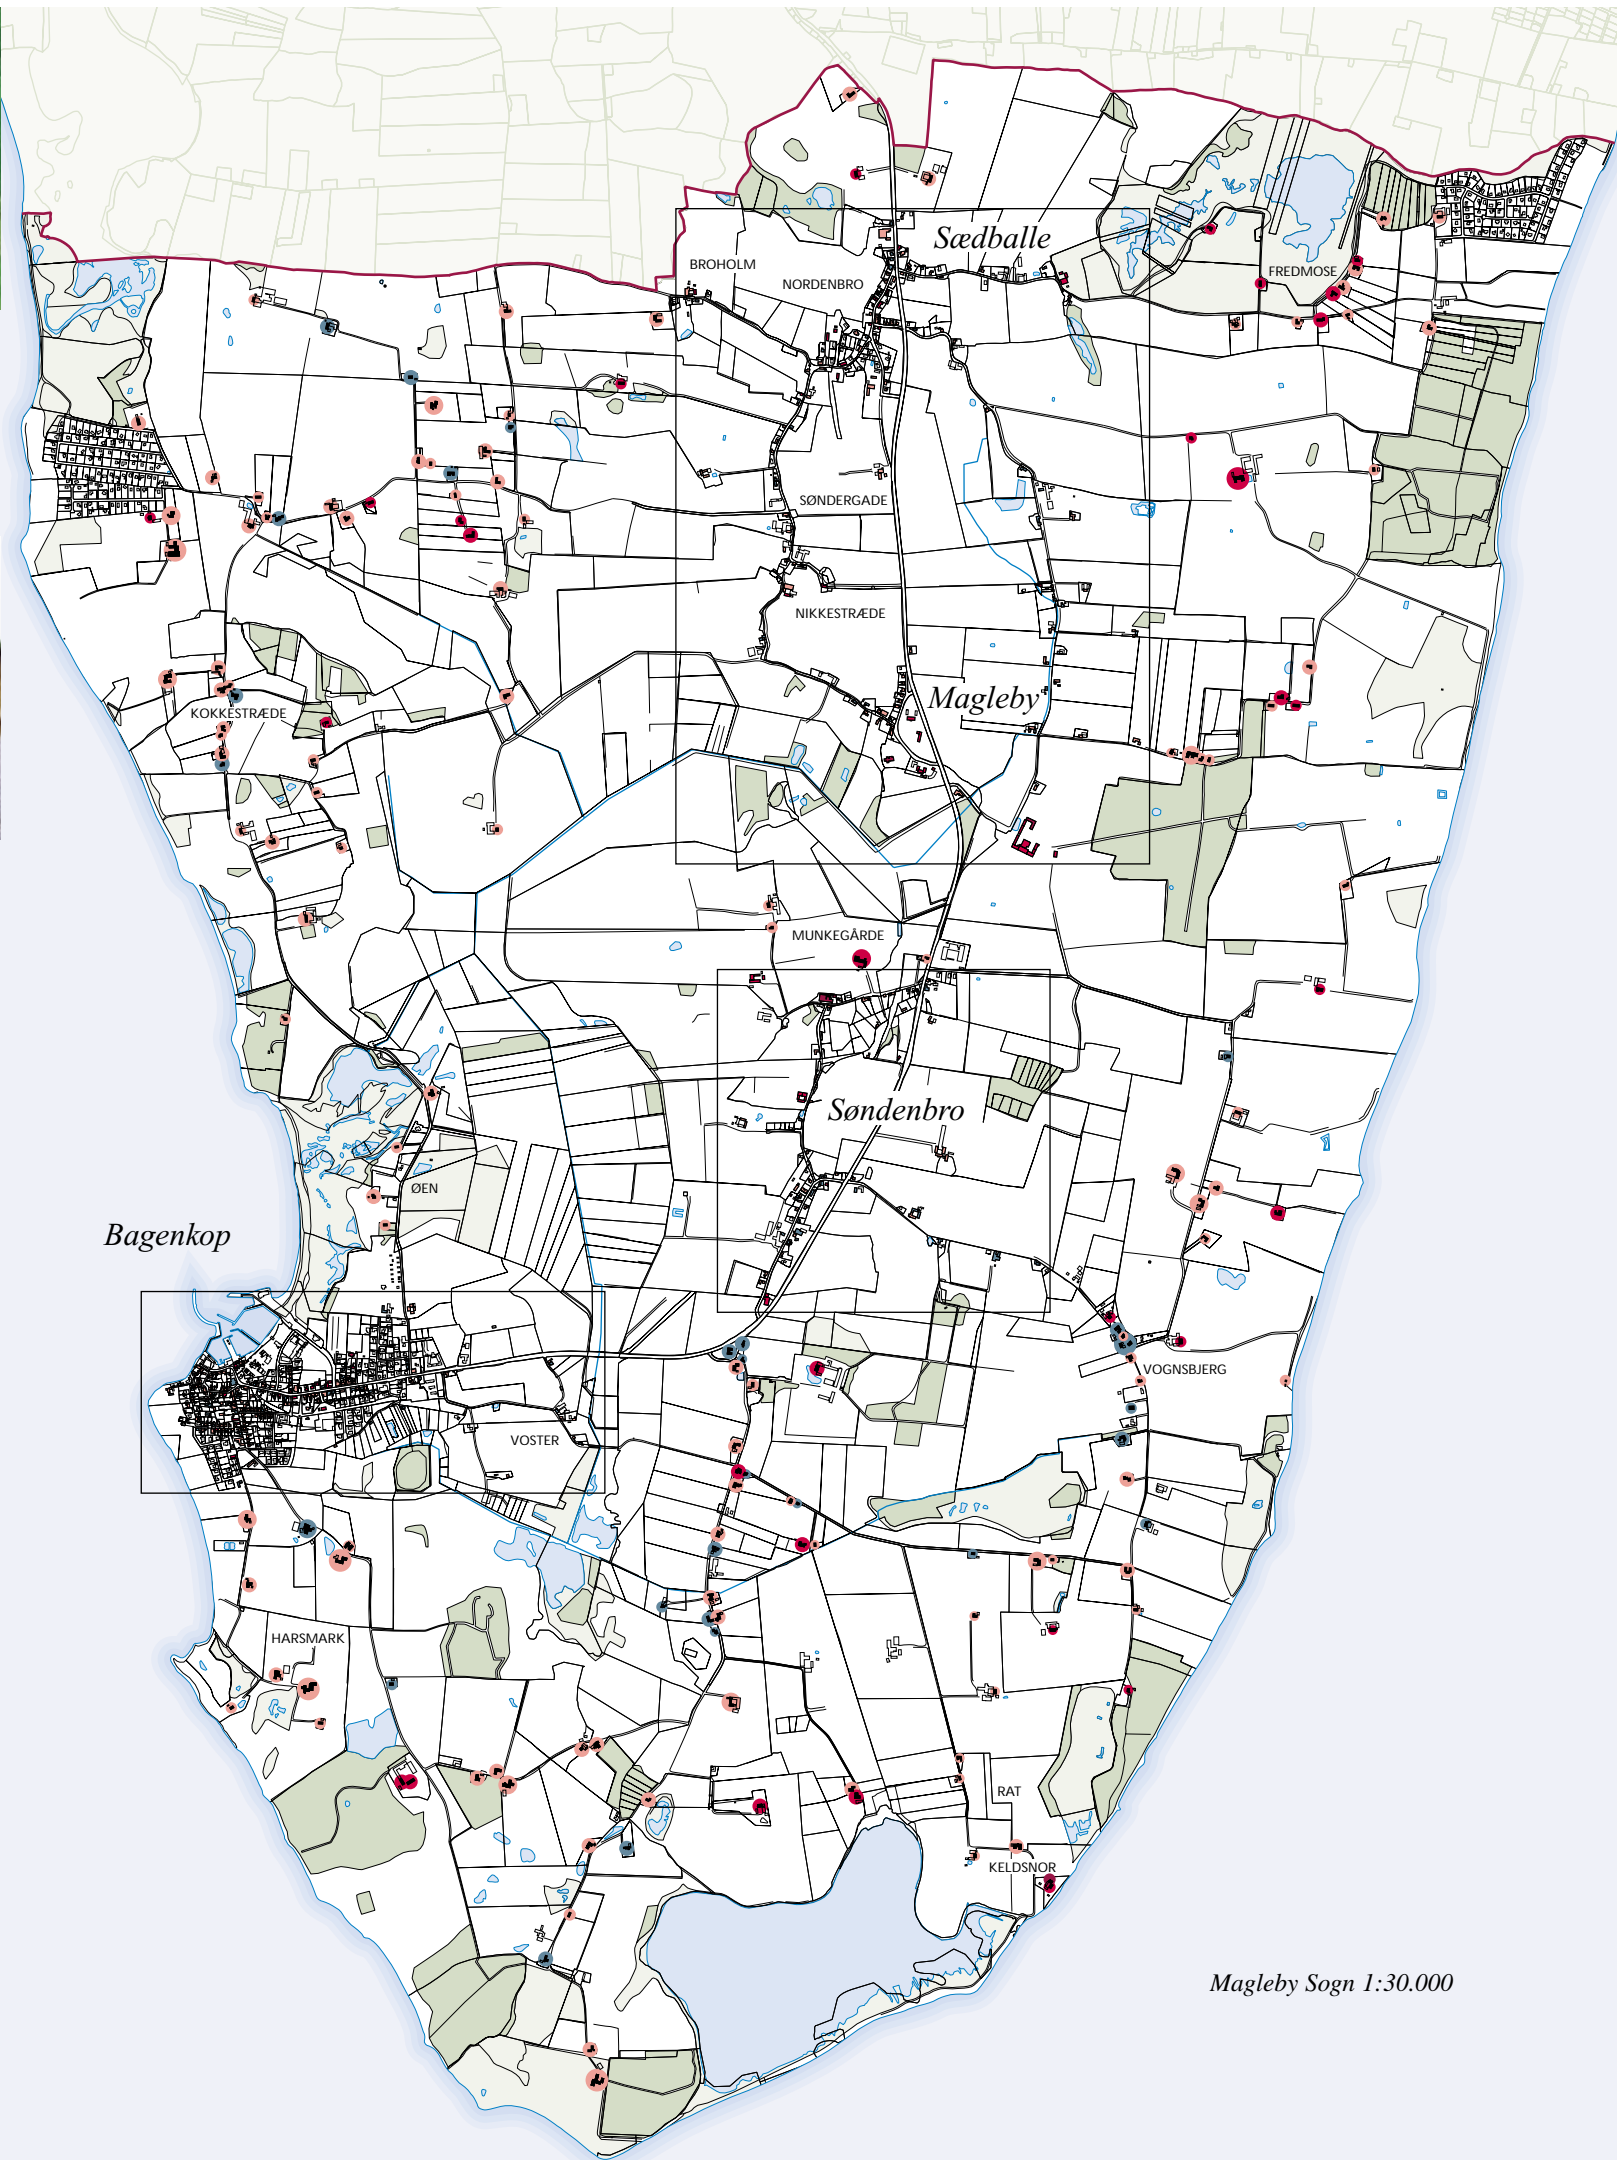 Sædballe
BROHOLM
NORDENBRO
FREDMOSE
SØNDERGADE
NIKKESTRÆDE
Magleby
KOKKESTRÆDE
MUNKEGÅRDE
Søndenbro
ØEN
Bagenkop
VOGNSBJERG
VOSTER
HARSMARK
RAT
KELDSNOR
Magleby Sogn 1:30.000